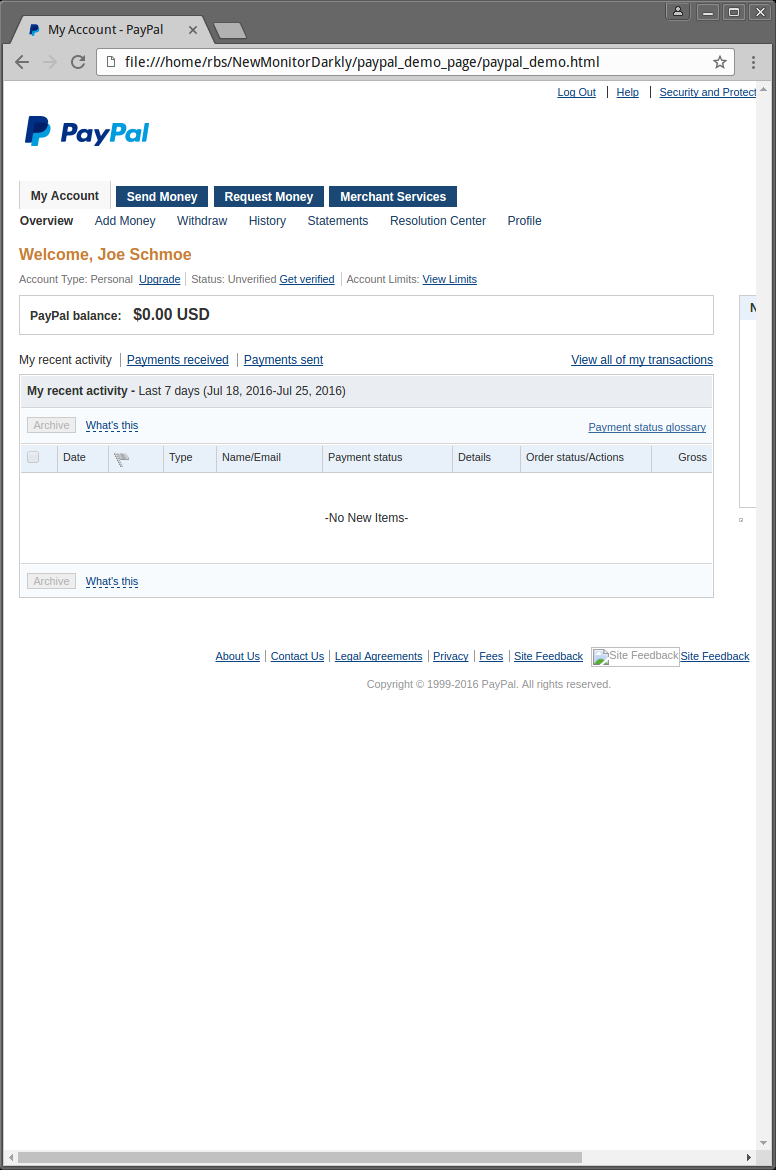 My Account - PayPal
file:///home/rbs/NewMonitorDarkly/paypal_demo_page/paypal_demo.html
Log Out Help Security and Protect
PayPal
My Account Send Money Request Money Merchant Services
Overview Add Money Withdraw History Statements Resolution Center Profile
Welcome, Joe Schmoe
Account Type: Personal Upgrade Status: Unverified Get verified Account Limits: View Limits
PayPal balance: $0.00 USD
N
My recent activity Payments received Payments sent View all of my transactions
My recent activity - Last 7 days (Jul 18, 2016-Jul 25, 2016)
Archive What's this Payment status glossary
Date Type Name/Email Payment status Details Order status/Actions Gross
-No New Items-
Archive What's this
About Us Contact Us Legal Agreements Privacy Fees Site Feedback Site Feedback Site Feedback
Copyright © 1999-2016 PayPal. All rights reserved.